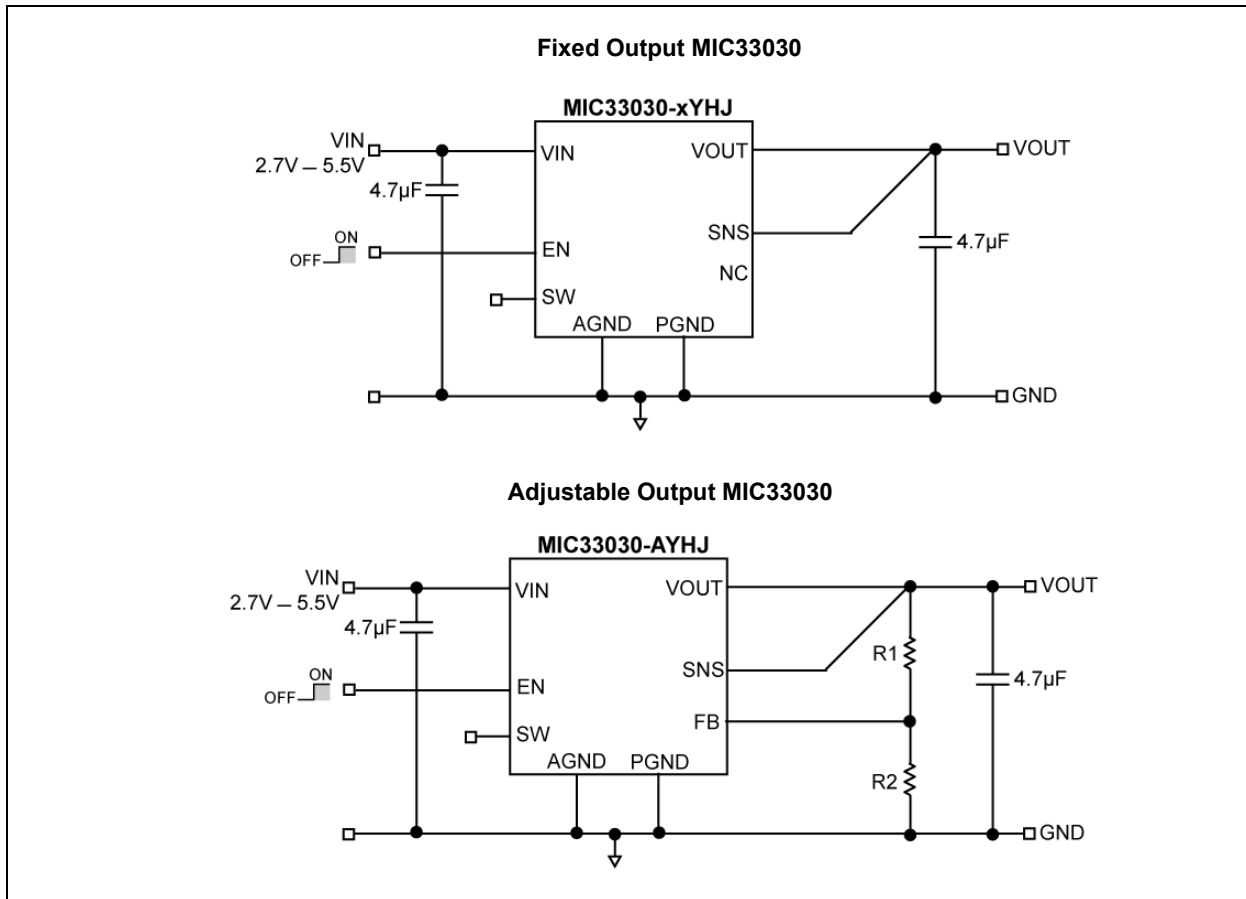 Fixed Output MIC33030
MIC33030-xYHJ
VIN
2.7V – 5.5V
VIN
VOUT
VOUT
4.7µF
SNS
4.7µF
ON
OFF
EN
NC
SW
AGND
PGND
GND
Adjustable Output MIC33030
MIC33030-AYHJ
VIN
2.7V – 5.5V
VIN
VOUT
VOUT
4.7µF
R1
SNS
4.7µF
ON
OFF
EN
FB
SW
AGND
PGND
R2
GND